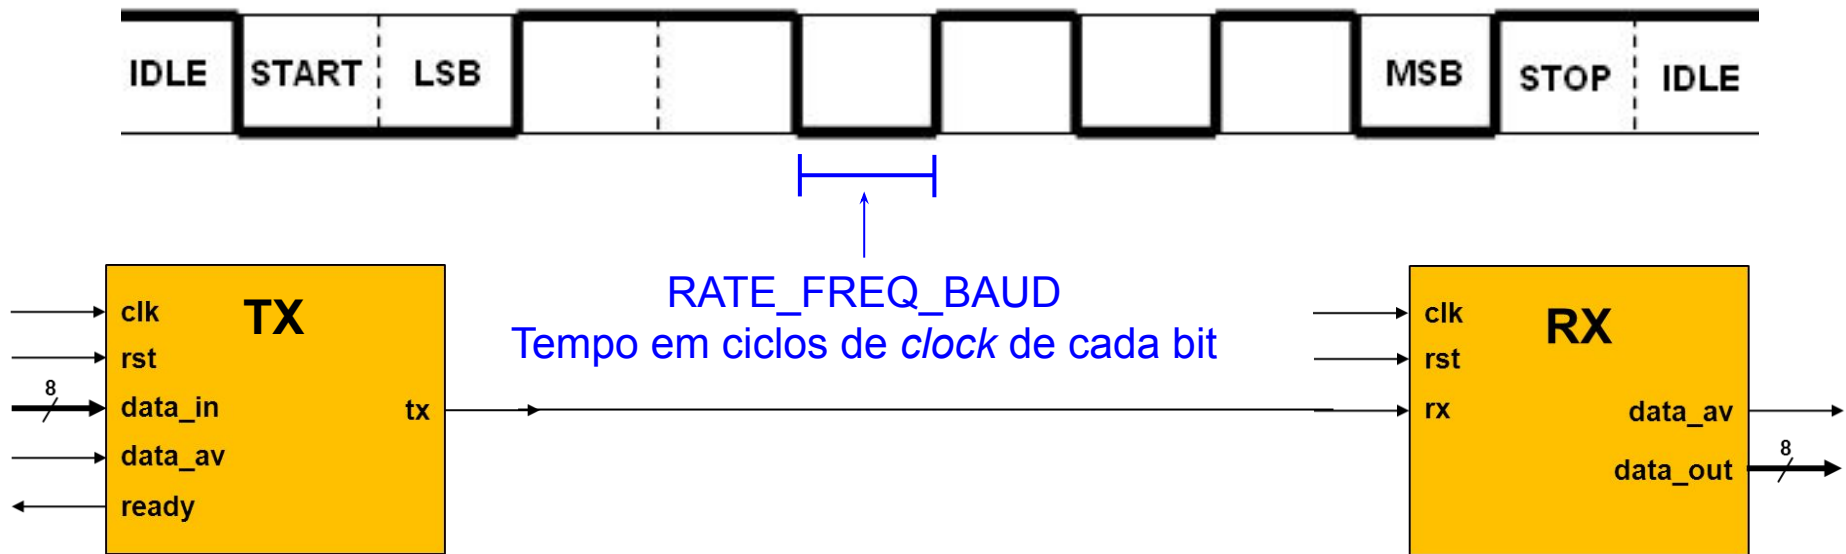 IDLE START LSB MSB STOP IDLE
RATE_FREQ_BAUD
Tempo em ciclos de clock de cada bit
TX
clk
rst
8
data_in
tx
data_av
ready
RX
clk
rst
rx
data_av
8
data_out